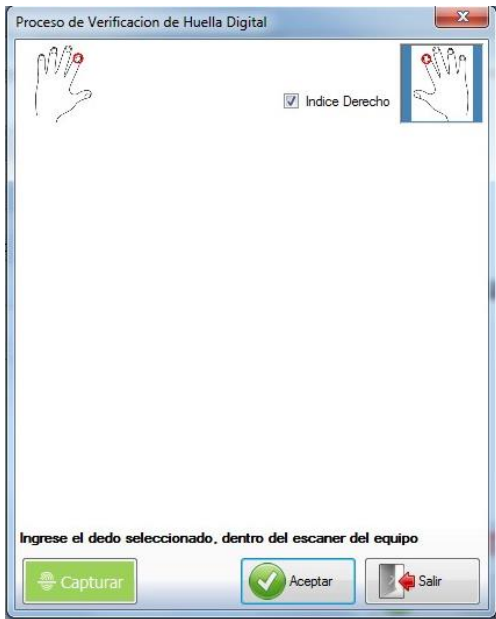 Proceso de Verificacion de Huella Digital
Indice Derecho
Ingrese el dedo seleccionado, dentro del escaner del equipo
Capturar
Aceptar
Salir